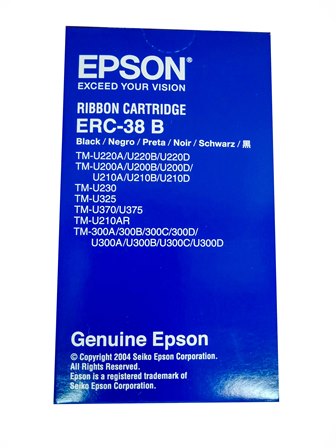 EPSON®
EXCEED YOUR VISION
RIBBON CARTRIDGE
ERC-38 B
Black / Negro / Preta / Noir / Schwarz / 黒
TM-U220A/U220B/U220D
TM-U200A/U200B/U200D/
U210A/U210B/U210D
TM-U230
TM-U325
TM-U370/U375
TM-U210AR
TM-300A/300B/300C/300D/
U300A/U300B/U300C/U300D
Genuine Epson
© Copyright 2004 Seiko Epson Corporation.
All Rights Reserved.
Epson is a registered trademark of
Seiko Epson Corporation.